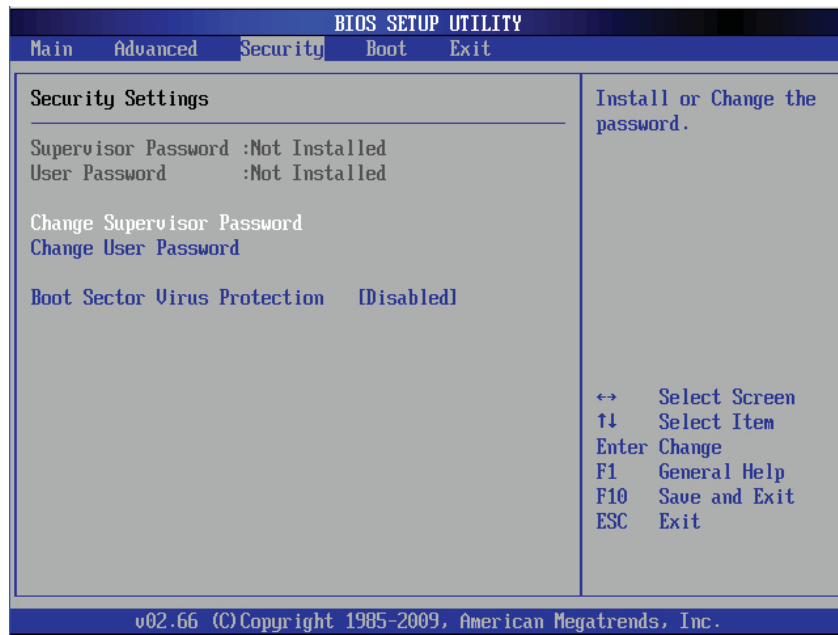 BIOS SETUP UTILITY
Main Advanced Security Boot Exit
Security Settings
Supervisor Password :Not Installed
User Password :Not Installed
Change Supervisor Password
Change User Password
Boot Sector Virus Protection [Disabled]
Install or Change the
password.
↔ Select Screen
↑↓ Select Item
Enter Change
F1 General Help
F10 Save and Exit
ESC Exit
v02.66 (C)Copyright 1985-2009, American Megatrends, Inc.